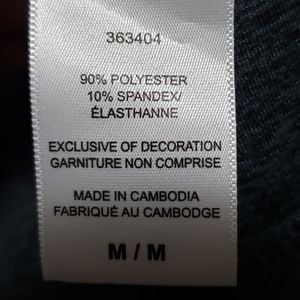 363404
90% POLYESTER
10% SPANDEX/
ÉLASTHANNE
EXCLUSIVE OF DECORATION
GARNITURE NON COMPRISE
MADE IN CAMBODIA
FABRIQUÉ AU CAMBODGE
M / M